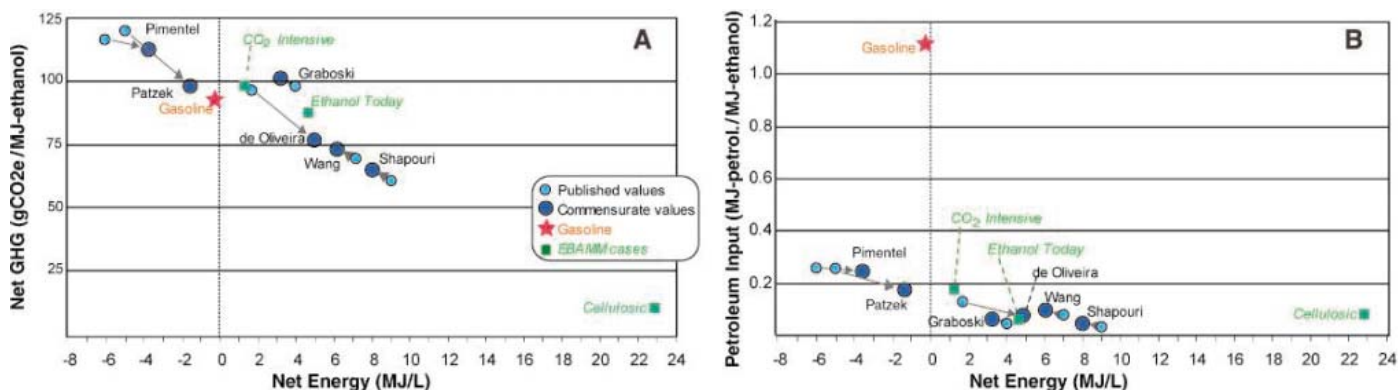 A
Net GHG (gCO2e/MJ-ethanol)
125
100
75
50
25
Pimentel
CO2 Intensive
Graboski
Patzek
Gasoline
Ethanol Today
de Oliveira
Wang
Shapouri
Published values
Commensurate values
Gasoline
EBAMM cases
Cellulosic
-8 -6 -4 -2 0 2 4 6 8 10 12 14 16 18 20 22 24
Net Energy (MJ/L)
B
Petroleum Input (MJ-petrol./MJ-ethanol)
1.2
1.0
0.8
0.6
0.4
0.2
Gasoline
CO2 Intensive
Pimentel
Ethanol Today
de Oliveira
Patzek
Wang
Graboski
Shapouri
Cellulosic
-8 -6 -4 -2 0 2 4 6 8 10 12 14 16 18 20 22 24
Net Energy (MJ/L)